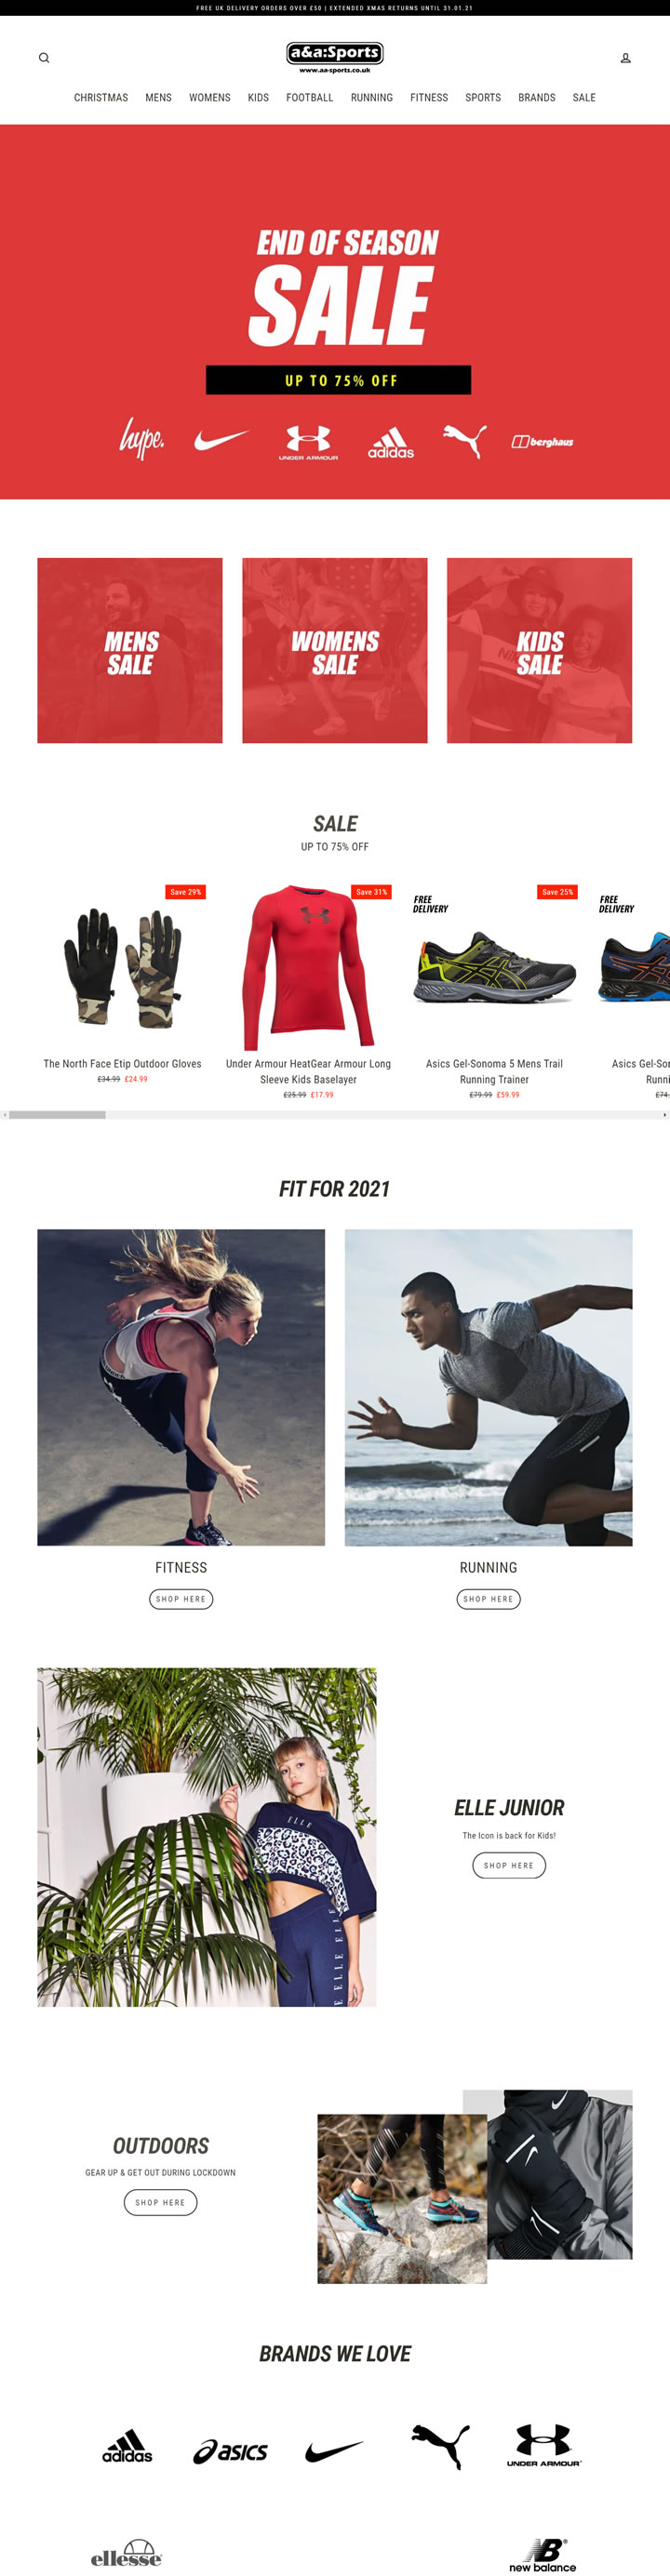 FREE UK DELIVERY ORDERS OVER £50 | EXTENDED XMAS RETURNS UNTIL 31.01.21
a&a:Sports
www.aa-sports.co.uk
CHRISTMAS MENS WOMENS KIDS FOOTBALL RUNNING FITNESS SPORTS BRANDS SALE
END OF SEASON
SALE
UP TO 75% OFF
hype. UNDER ARMOUR adidas berghaus
MENS
SALE
WOMENS
SALE
KIDS
SALE
SALE
UP TO 75% OFF
Save 29%
Save 31%
Save 25%
FREE
DELIVERY
FREE
DELIVERY
The North Face Etip Outdoor Gloves
£34.99 £24.99
Under Armour HeatGear Armour Long
Sleeve Kids Baselayer
£25.99 £17.99
Asics Gel-Sonoma 5 Mens Trail
Running Trainer
£79.99 £59.99
Asics Gel-So
Runni
£74.
FIT FOR 2021
FITNESS
SHOP HERE
RUNNING
SHOP HERE
ELLE
ELLE ELLE
ELLE JUNIOR
The Icon is back for Kids!
SHOP HERE
OUTDOORS
GEAR UP & GET OUT DURING LOCKDOWN
SHOP HERE
BRANDS WE LOVE
adidas asics UNDER ARMOUR
ellesse NB new balance